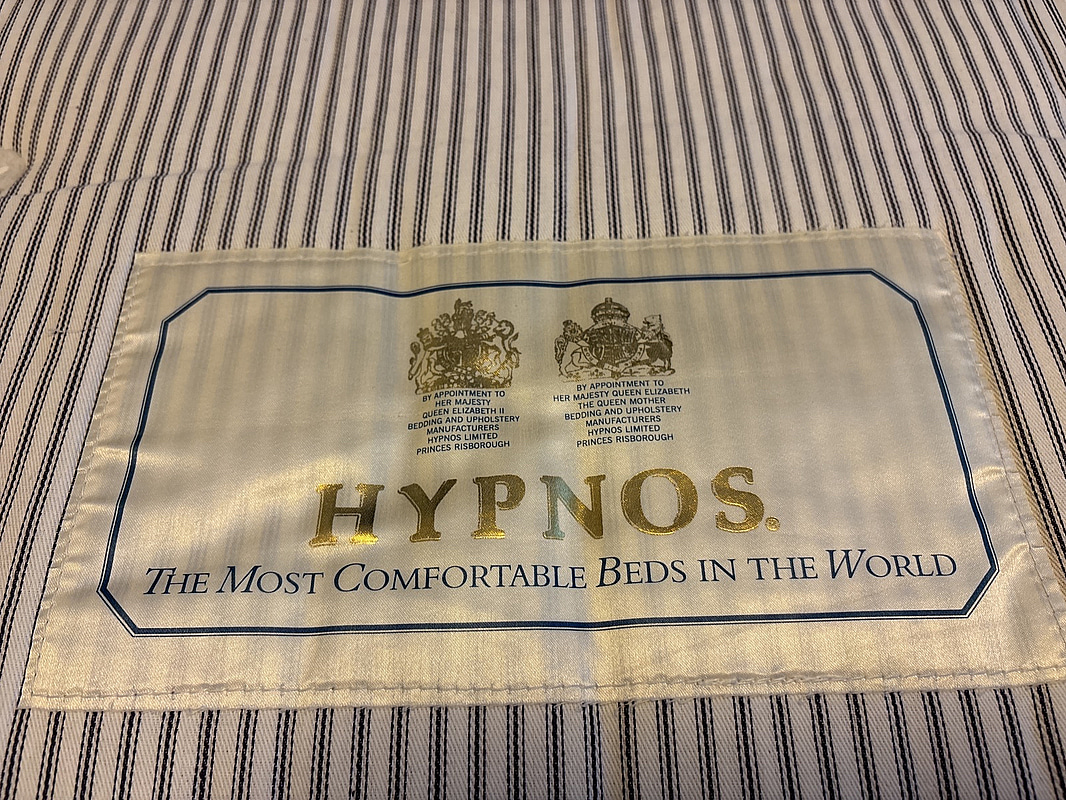 BY APPOINTMENT TO
HER MAJESTY
QUEEN ELIZABETH II
BEDDING AND UPHOLSTERY
MANUFACTURERS
HYPNOS LIMITED
PRINCES RISBOROUGH
BY APPOINTMENT TO
HER MAJESTY QUEEN ELIZABETH
THE QUEEN MOTHER
BEDDING AND UPHOLSTERY
MANUFACTURERS
HYPNOS LIMITED
PRINCES RISBOROUGH
HYPNOS®
THE MOST COMFORTABLE BEDS IN THE WORLD